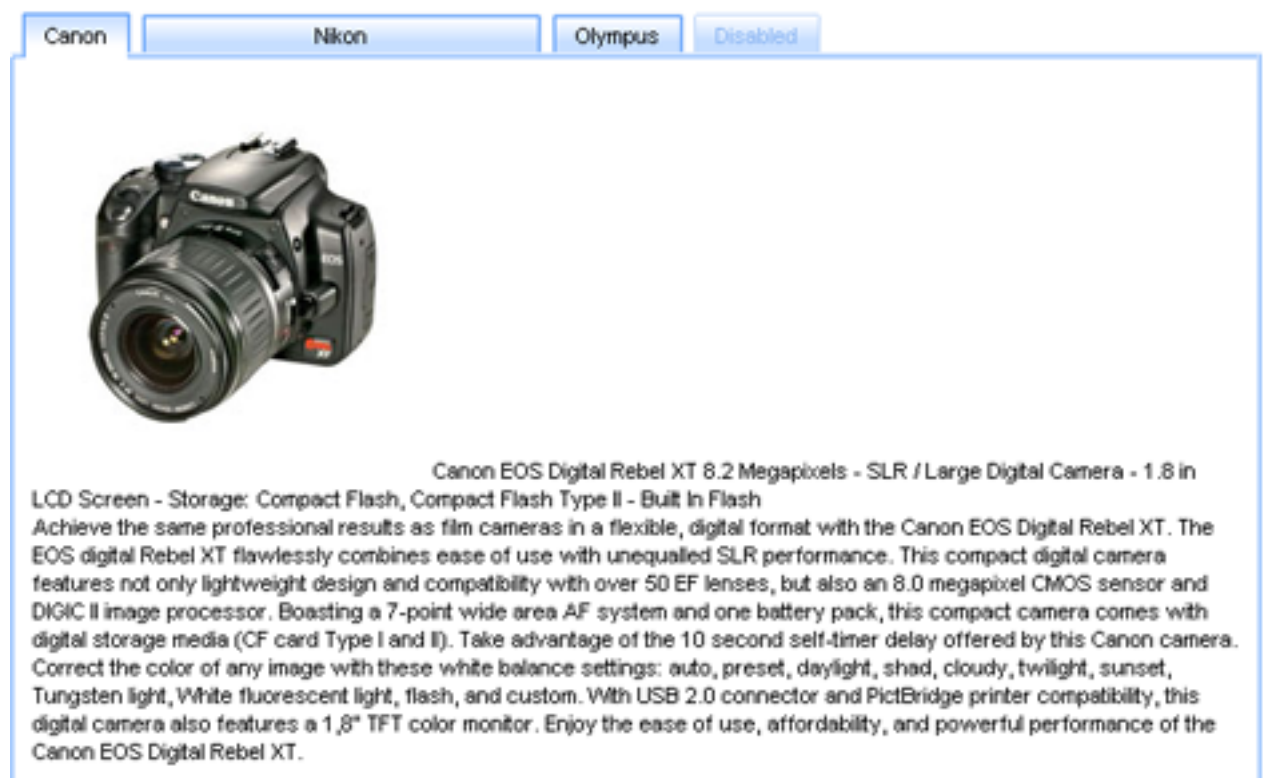 Canon Nikon Olympus Disabled
Canon
EOS
XT
Canon EOS Digital Rebel XT 8.2 Megapixels - SLR / Large Digital Camera - 1.8 in
LCD Screen - Storage: Compact Flash, Compact Flash Type II - Built In Flash
Achieve the same professional results as film cameras in a flexible, digital format with the Canon EOS Digital Rebel XT. The
EOS digital Rebel XT flawlessly combines ease of use with unequalled SLR performance. This compact digital camera
features not only lightweight design and compatibility with over 50 EF lenses, but also an 8.0 megapixel CMOS sensor and
DIGIC II image processor. Boasting a 7-point wide area AF system and one battery pack, this compact camera comes with
digital storage media (CF card Type I and II). Take advantage of the 10 second self-timer delay offered by this Canon camera.
Correct the color of any image with these white balance settings: auto, preset, daylight, shad, cloudy, twilight, sunset,
Tungsten light, White fluorescent light, flash, and custom. With USB 2.0 connector and PictBridge printer compatibility, this
digital camera also features a 1,8" TFT color monitor. Enjoy the ease of use, affordability, and powerful performance of the
Canon EOS Digital Rebel XT.